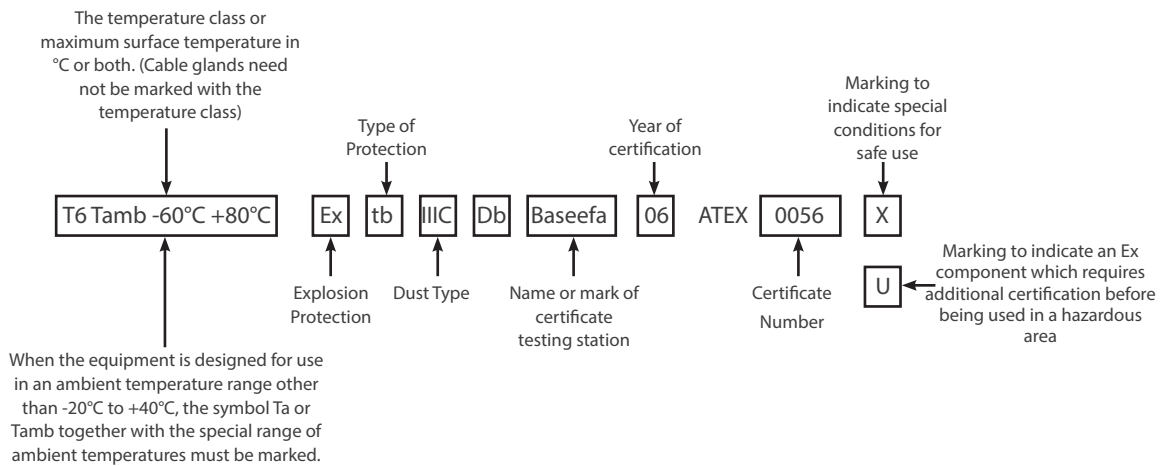 The temperature class or
maximum surface temperature in
°C or both. (Cable glands need
not be marked with the
temperature class)
Type of
Protection
Year of
certification
Marking to
indicate special
conditions for
safe use
T6 Tamb -60°C +80°C Ex tb IIIC Db Baseefa 06 ATEX 0056 X
U
Marking to indicate an Ex
component which requires
additional certification before
being used in a hazardous
area
Explosion
Protection
Dust Type
Name or mark of
certificate
testing station
Certificate
Number
When the equipment is designed for use
in an ambient temperature range other
than -20°C to +40°C, the symbol Ta or
Tamb together with the special range of
ambient temperatures must be marked.